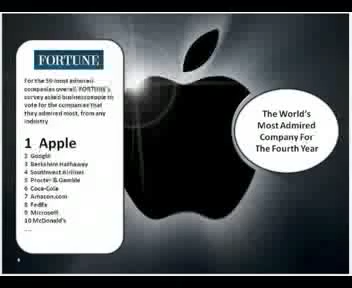 FORTUNE
For the 50 most admired
companies overall, FORTUNE's
survey asked businesspeople to
vote for the companies that
they admired most, from any
industry
1 Apple
2 Google
3 Berkshire Hathaway
4 Southwest Airlines
5 Procter & Gamble
6 Coca-Cola
7 Amazon.com
8 FedEx
9 Microsoft
10 McDonald's
....
The World's
Most Admired
Company For
The Fourth Year